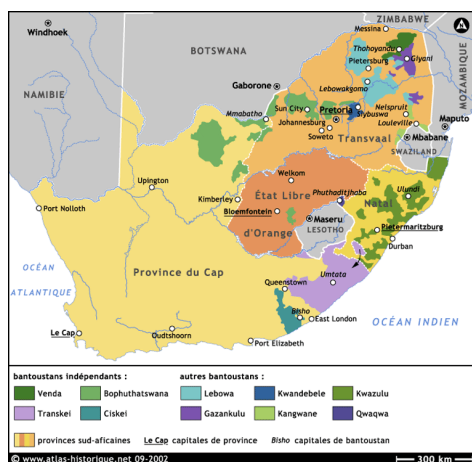 ZIMBABWE
Windhoek
Messina
BOTSWANA
Thohoyandou
Pietersburg
Giyani
MOZAMBIQUE
NAMIBIE
Gaborone
Lebowakgomo
Sun City
Pretoria
Siyabuswa
Nelspruit
Louieville
Maputo
Mmabatho
Johannesburg
Mbabane
Soweto
Transvaal
SWAZILAND
Upington
Welkom
Kimberley
État Libre
Phuthaditjhaba
Ulundi
Natal
Port Nolloth
Bloemfontein
Maseru
Pietermaritzburg
d'Orange
LESOTHO
Durban
OCÉAN
Province du Cap
Umtata
ATLANTIQUE
Queenstown
OCÉAN INDIEN
Bisho
East London
Le Cap
Oudtshoorn
Port Elizabeth
bantoustans indépendants :
autres bantoustans :
Venda
Bophuthatswana
Lebowa
Kwandebele
Kwazulu
Transkei
Ciskei
Gazankulu
Kangwane
Qwaqwa
provinces sud-aficaines
Le Cap capitales de province
Bisho capitales de bantoustan
© www.atlas-historique.net 09-2002
300 km